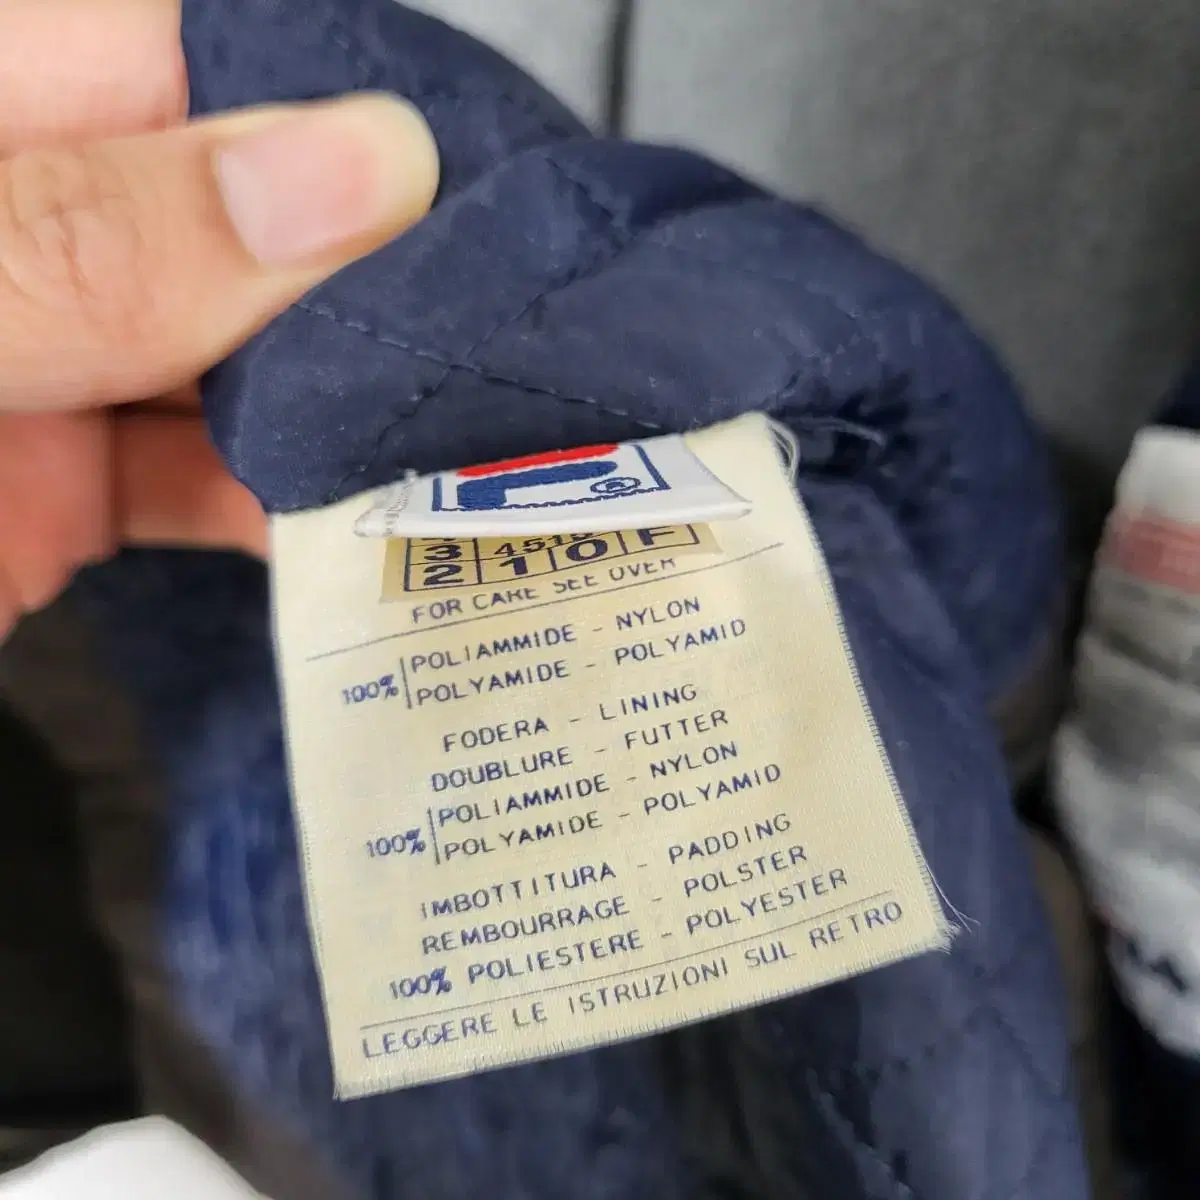 ®
3
2 1 0 F
FOR CARE SEE OVER
100% POLIAMMIDE - NYLON
POLYAMIDE - POLYAMID
FODERA - LINING
DOUBLURE - FUTTER
100% POLIAMMIDE - NYLON
POLYAMIDE - POLYAMID
IMBOTTITURA - PADDING
REMBOURRAGE - POLSTER
100% POLIESTERE - POLYESTER
LEGGERE LE ISTRUZIONI SUL RETRO